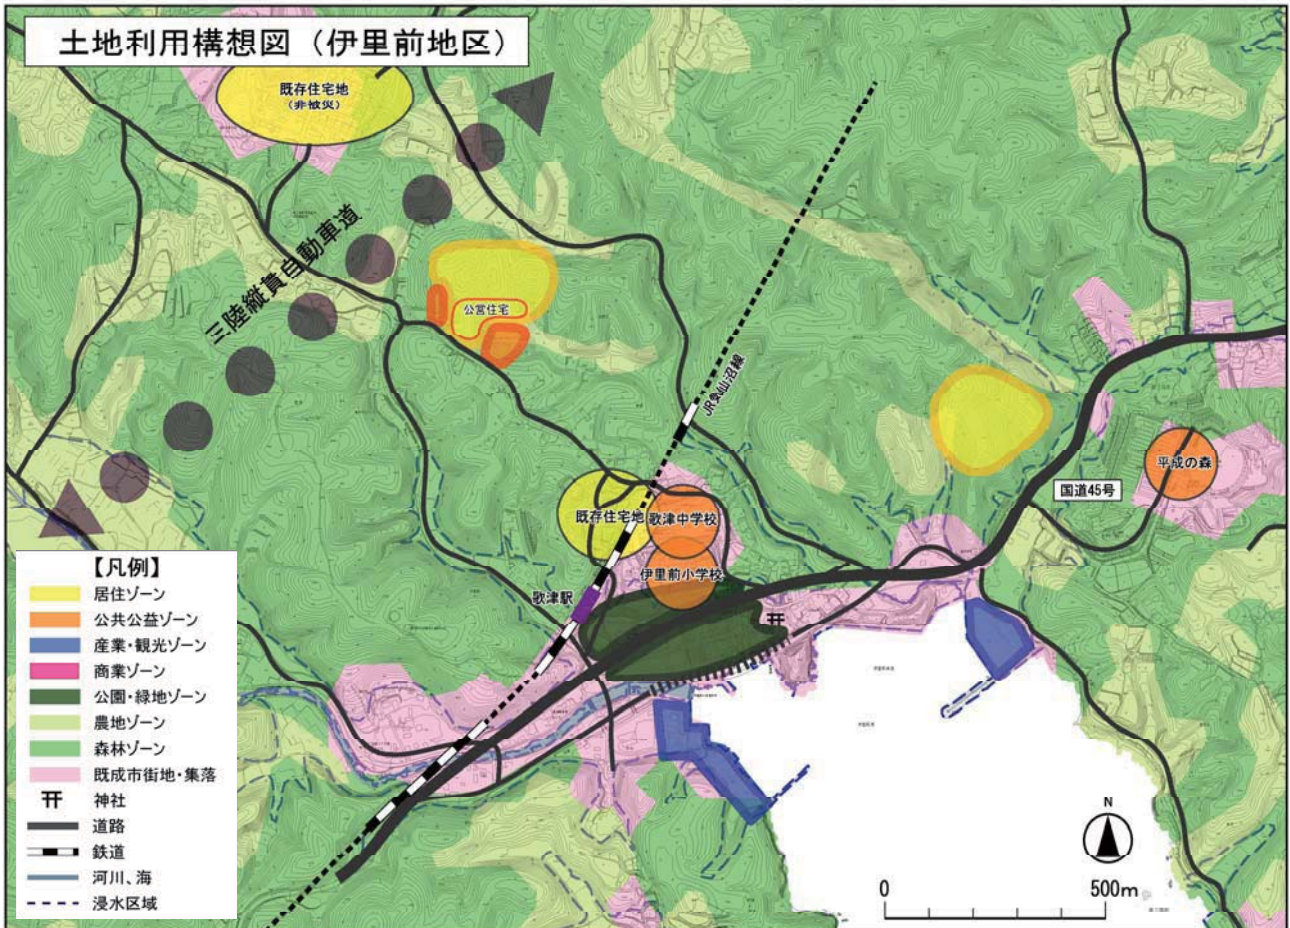 土地利用構想図（伊里前地区）
既存住宅地
（非被災）
三陸縦貫自動車道
公営住宅
JR気仙沼線
国道45号
平成の森
既存住宅地
歌津中学校
伊里前小学校
歌津駅
【凡例】
居住ゾーン
公共公益ゾーン
産業・観光ゾーン
商業ゾーン
公園・緑地ゾーン
農地ゾーン
森林ゾーン
既成市街地・集落
神社
道路
鉄道
河川、海
浸水区域
N
0
500m